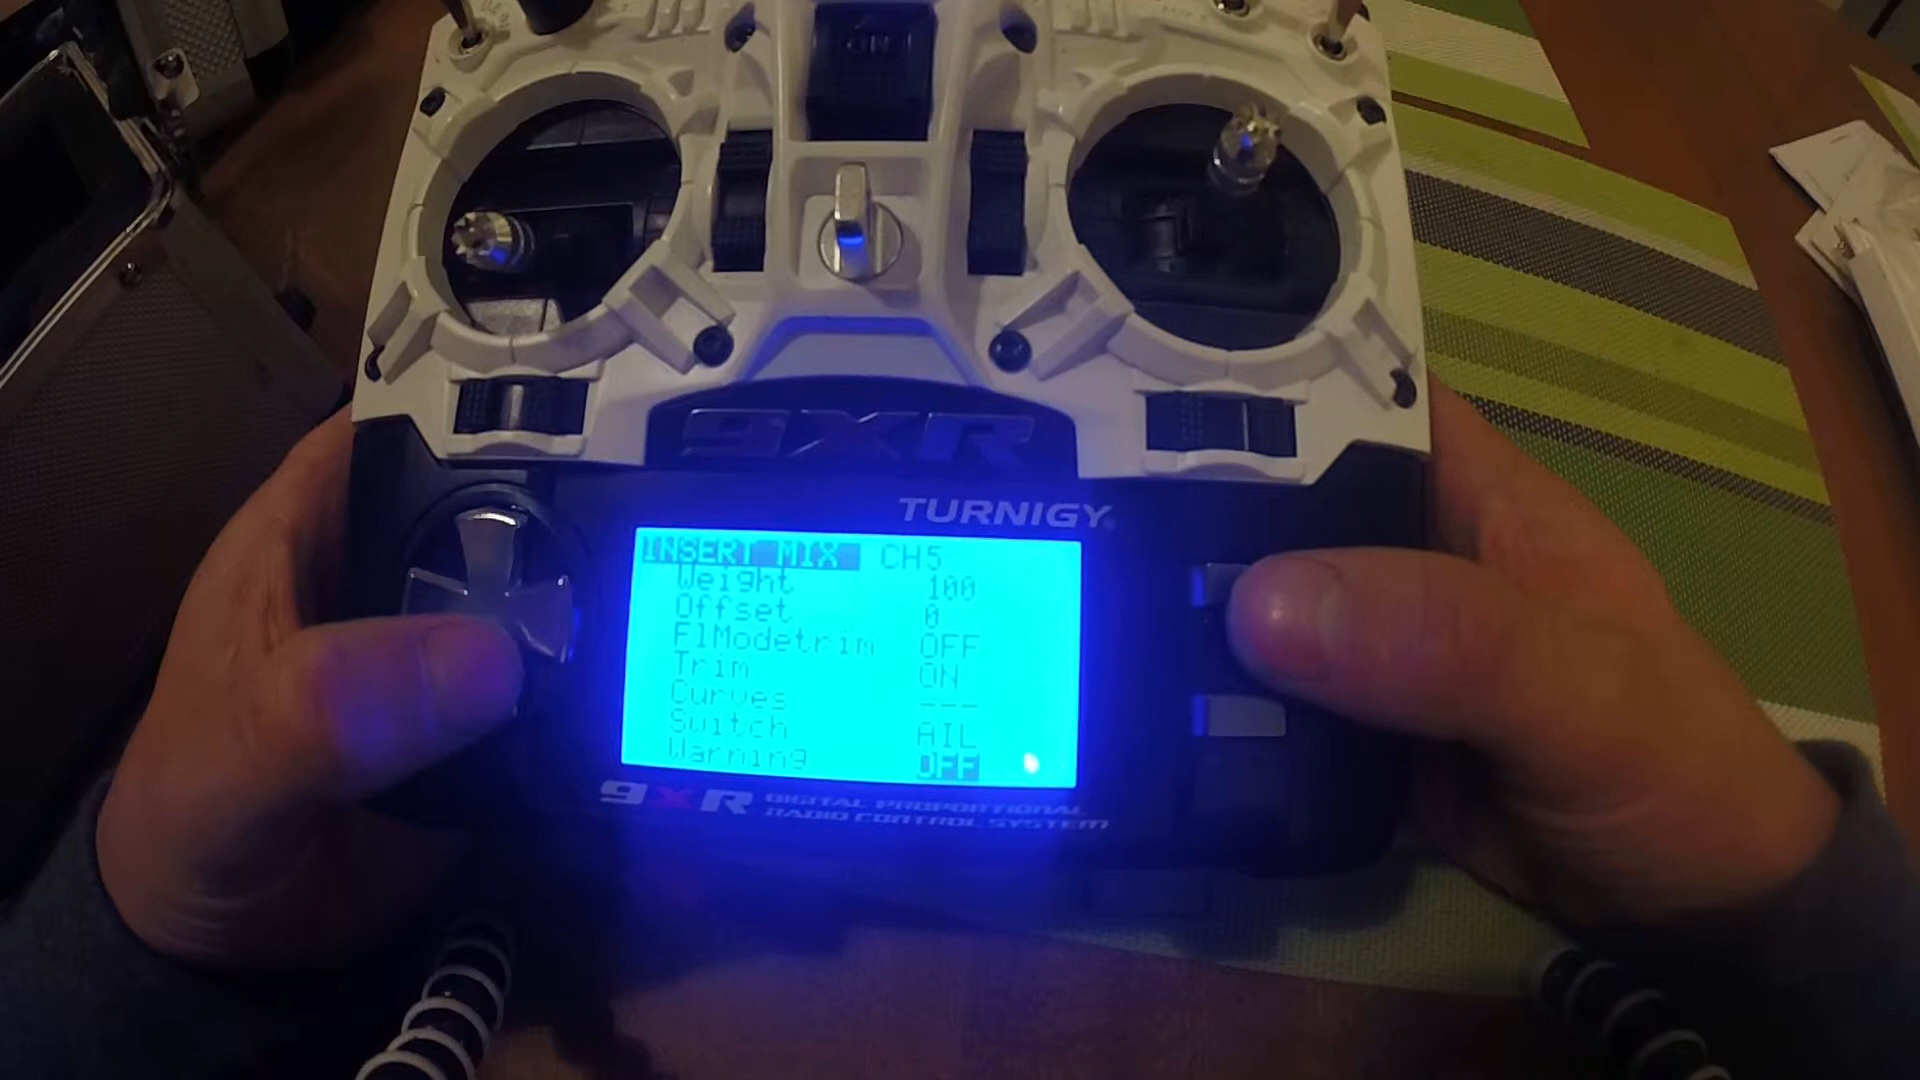 9XR
TURNIGY
INSERT MIX CH5
Weight 100
Offset 0
FlModetrim OFF
Trim ON
Curves ---
Switch AIL
Warning OFF
9XR DIGITAL PROPORTIONAL
RADIO CONTROL SYSTEM